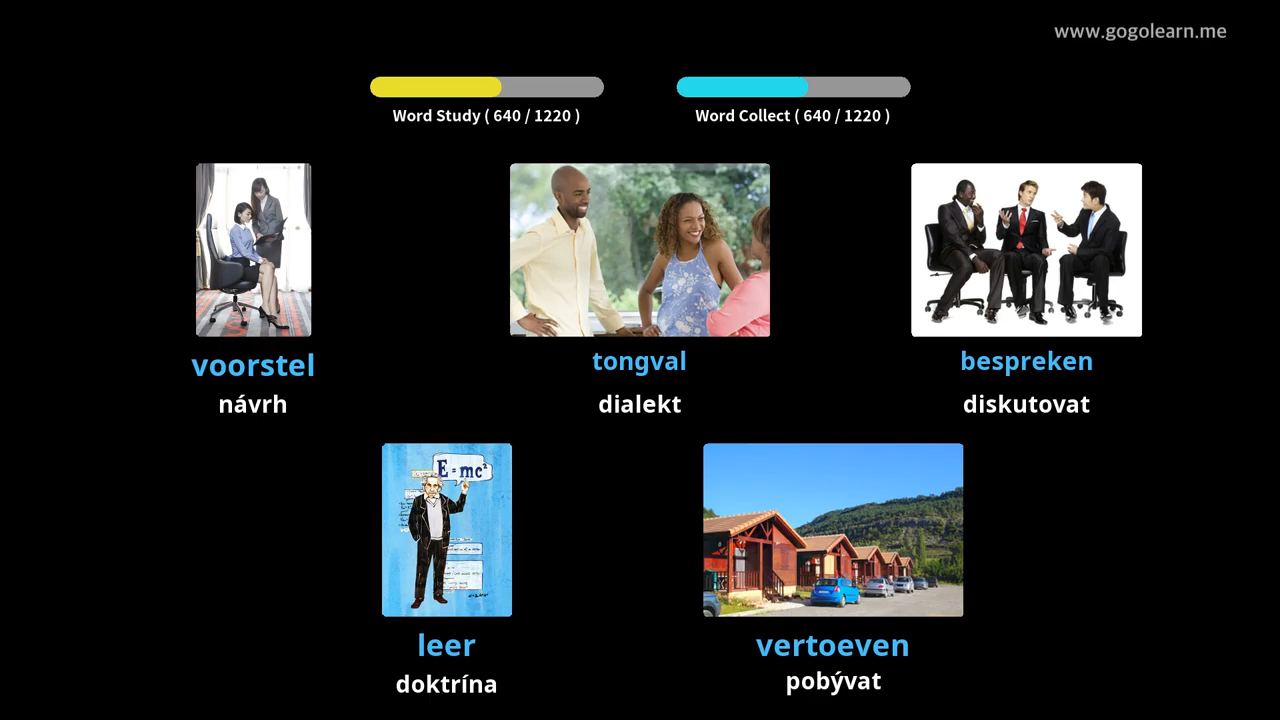 www.gogolearn.me
Word Study ( 640 / 1220 )
Word Collect ( 640 / 1220 )
voorstel
návrh
tongval
dialekt
bespreken
diskutovat
E=mc²
leer
doktrína
vertoeven
pobývat